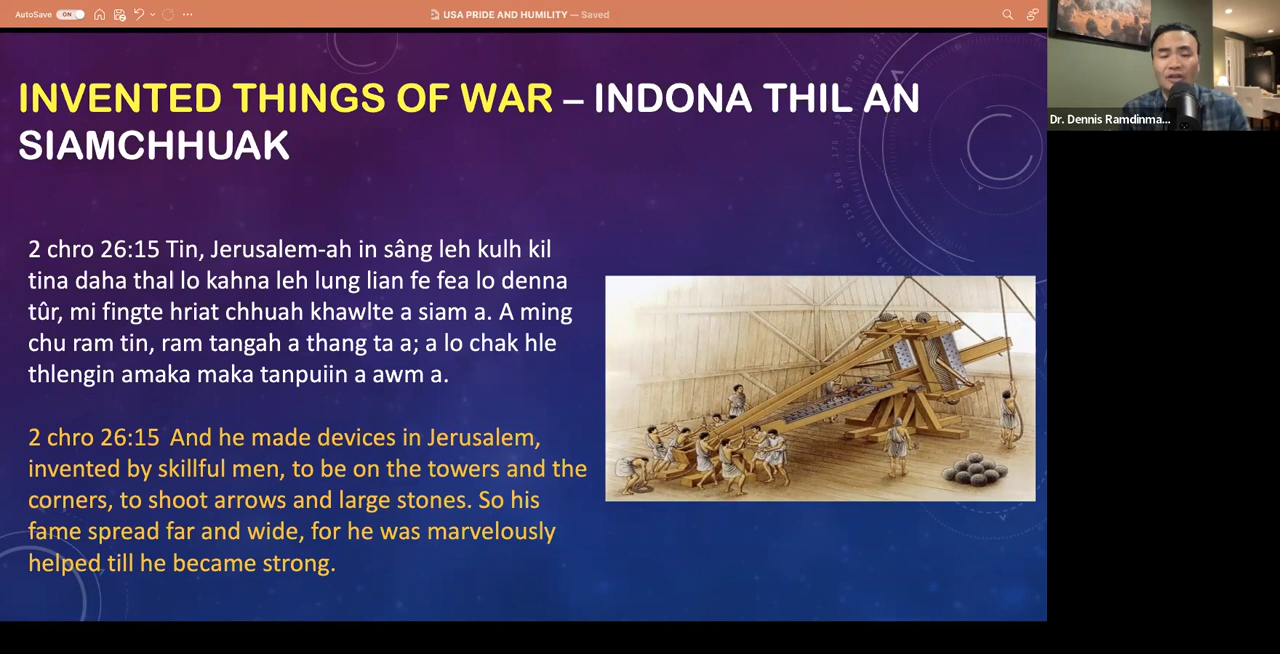 AutoSave ON USA PRIDE AND HUMILITY — Saved
INVENTED THINGS OF WAR – INDONA THIL AN
SIAMCHHUAK
Dr. Dennis Ramdinma...
2 chro 26:15 Tin, Jerusalem-ah in sâng leh kulh kil
tina daha thal lo kahna leh lung lian fe fea lo denna
tûr, mi fingte hriat chhuah khawlte a siam a. A ming
chu ram tin, ram tangah a thang ta a; a lo chak hle
thlengin amaka maka tanpuiin a awm a.
2 chro 26:15 And he made devices in Jerusalem,
invented by skillful men, to be on the towers and the
corners, to shoot arrows and large stones. So his
fame spread far and wide, for he was marvelously
helped till he became strong.